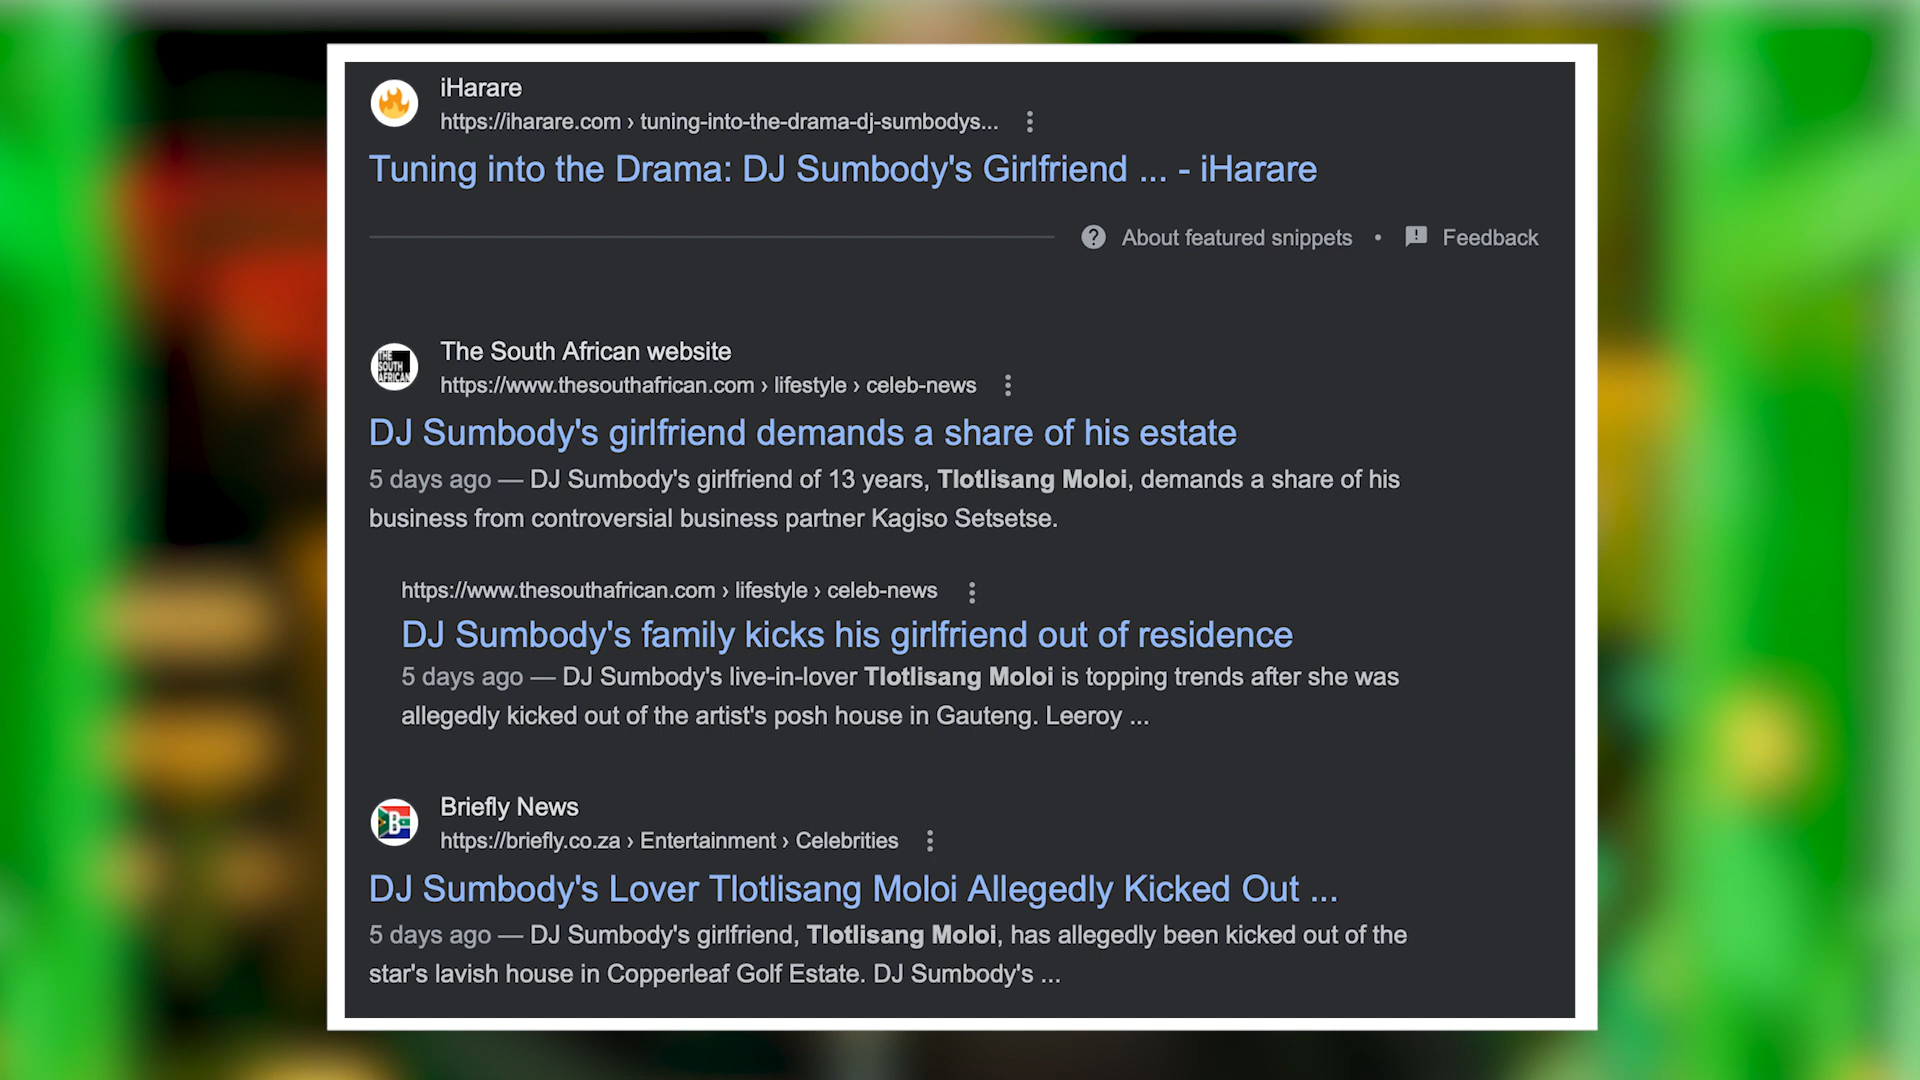 iHarare
https://iharare.com › tuning-into-the-drama-dj-sumbodys...
Tuning into the Drama: DJ Sumbody's Girlfriend ... - iHarare
About featured snippets • Feedback
THE SOUTH AFRICAN
The South African website
https://www.thesouthafrican.com › lifestyle › celeb-news
DJ Sumbody's girlfriend demands a share of his estate
5 days ago — DJ Sumbody's girlfriend of 13 years, Tlotlisang Moloi, demands a share of his
business from controversial business partner Kagiso Setsetse.
https://www.thesouthafrican.com › lifestyle › celeb-news
DJ Sumbody's family kicks his girlfriend out of residence
5 days ago — DJ Sumbody's live-in-lover Tlotlisang Moloi is topping trends after she was
allegedly kicked out of the artist's posh house in Gauteng. Leeroy ...
B
Briefly News
https://briefly.co.za › Entertainment › Celebrities
DJ Sumbody's Lover Tlotlisang Moloi Allegedly Kicked Out ...
5 days ago — DJ Sumbody's girlfriend, Tlotlisang Moloi, has allegedly been kicked out of the
star's lavish house in Copperleaf Golf Estate. DJ Sumbody's ...